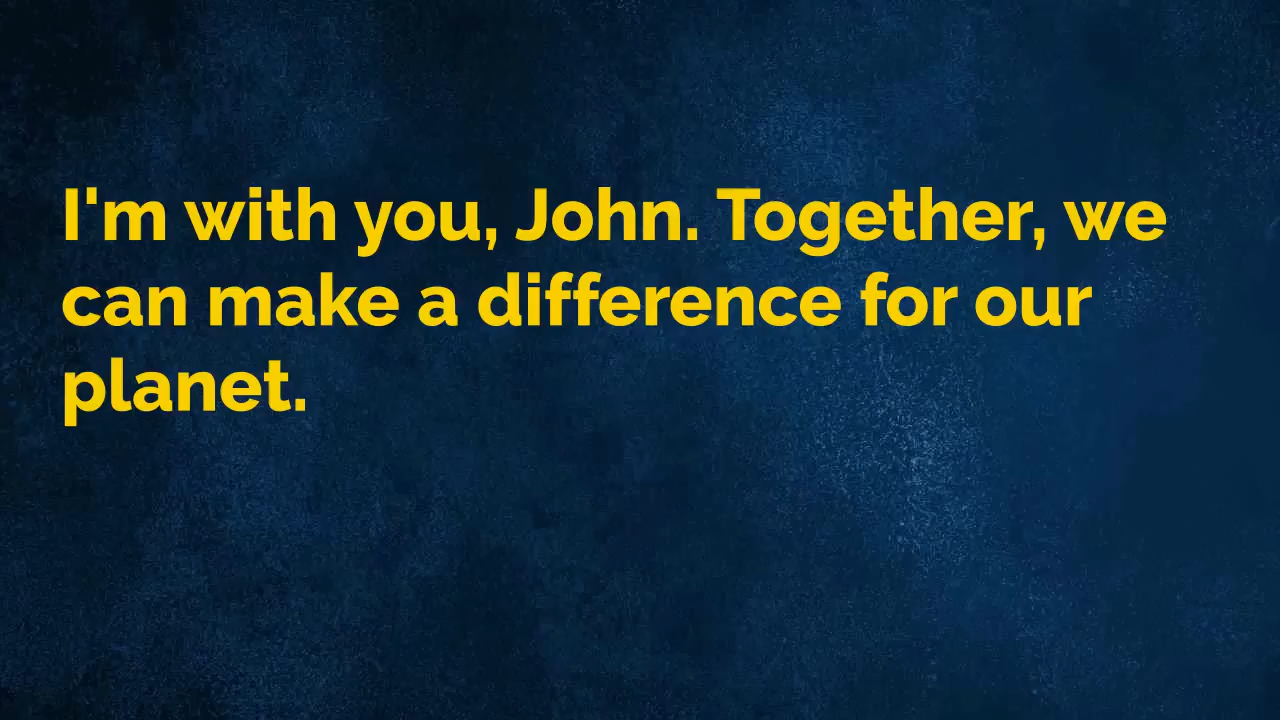 I'm with you, John. Together, we
can make a difference for our
planet.